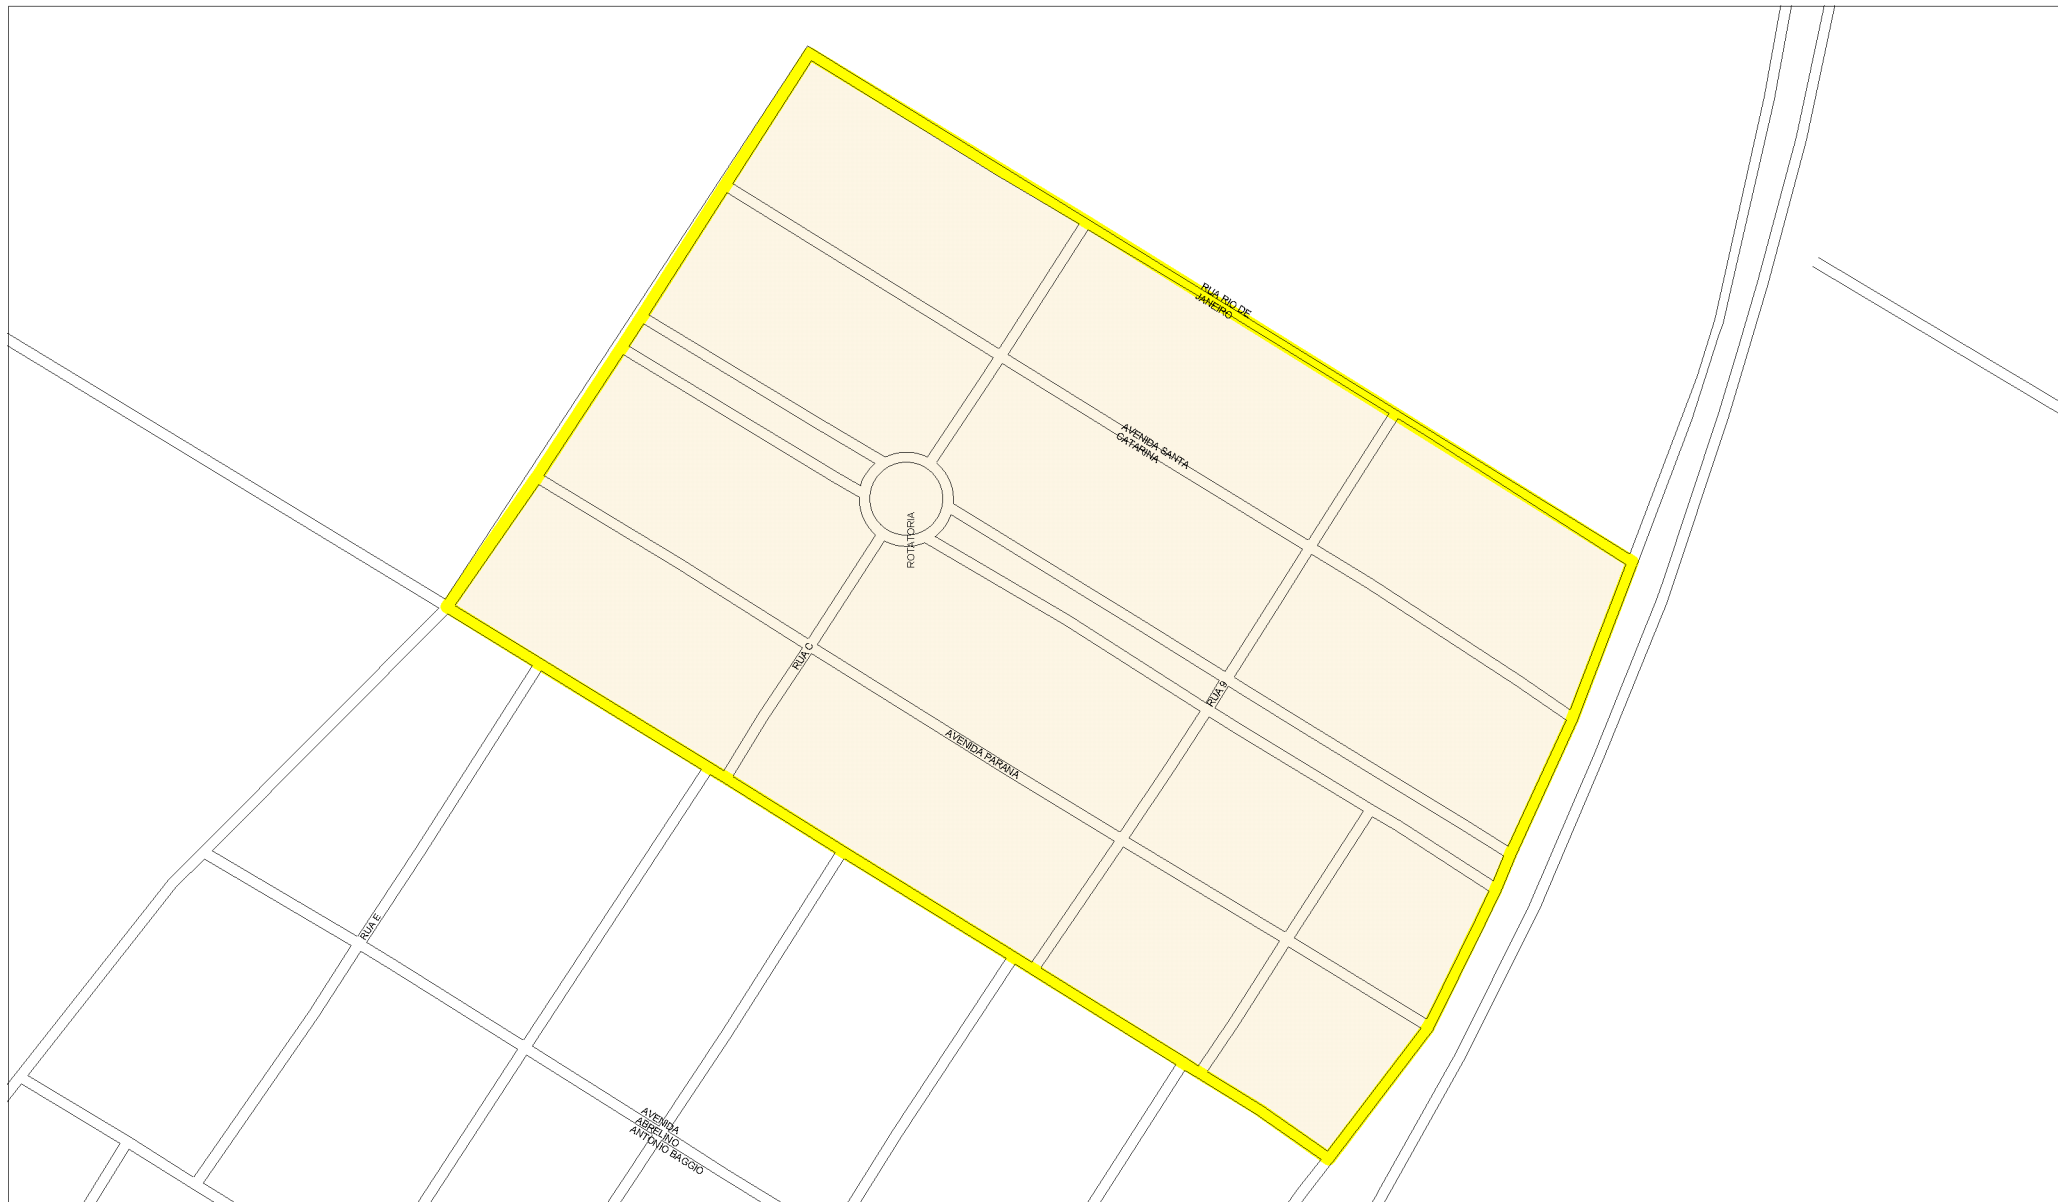 RUA RIO DE
JANEIRO
AVENIDA SANTA
CATARINA
ROTATORIA
RUA C
RUA 9
AVENIDA PARANA
RUA E
AVENIDA
ABRELINO
ANTONIO BAGGIO